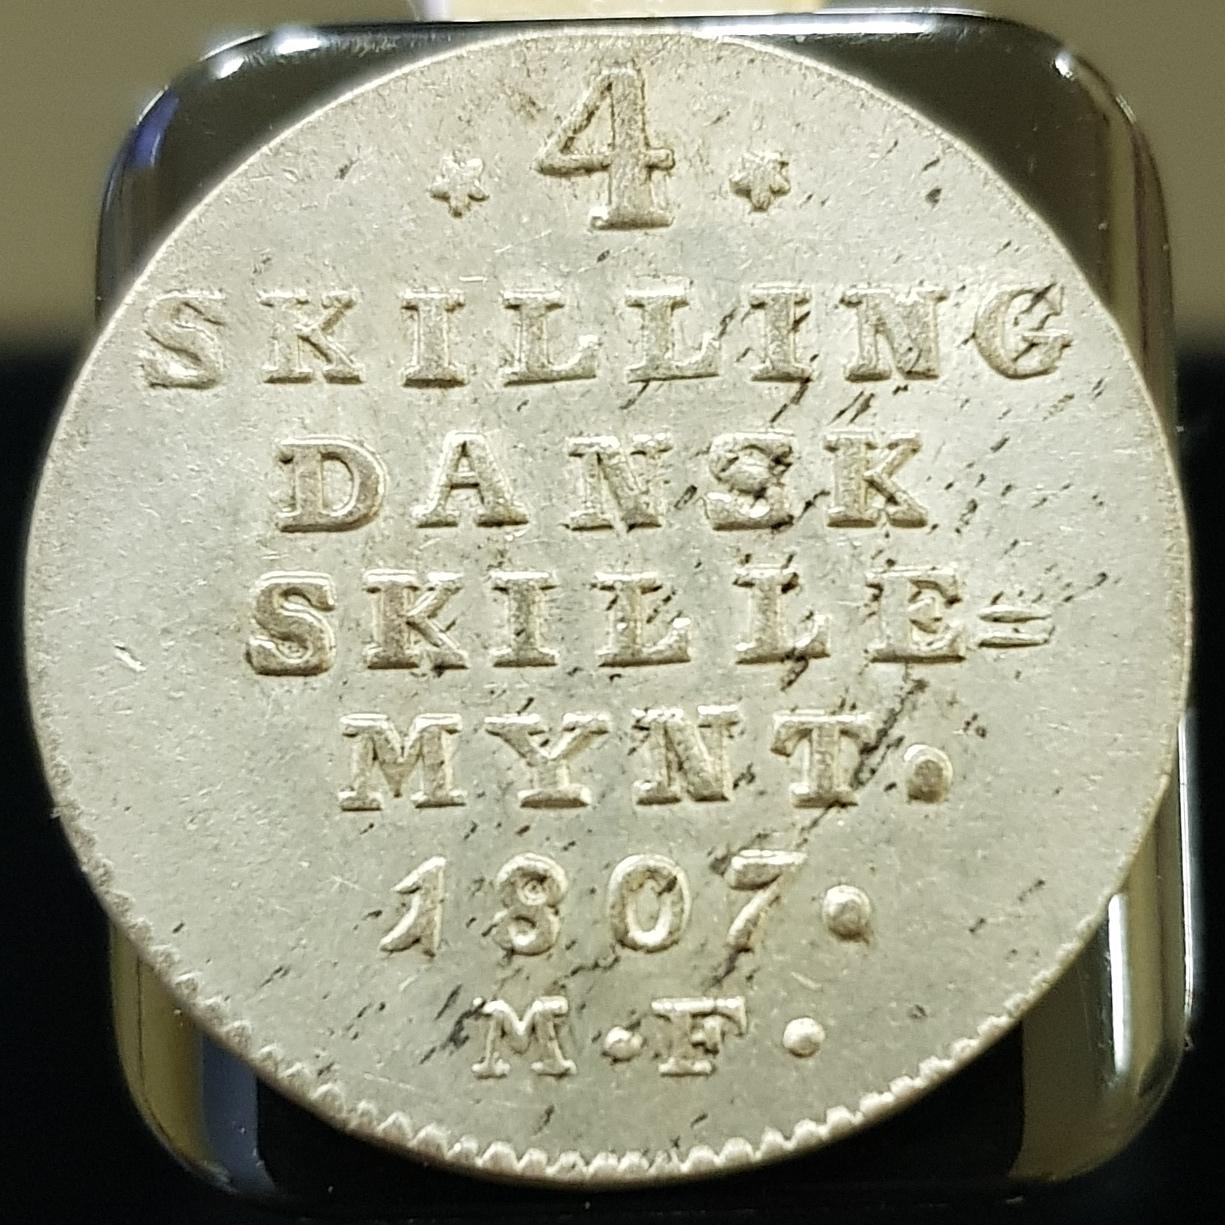 4
SKILLING
DANSK
SKILLE=
MYNT.
1807.
M·F·